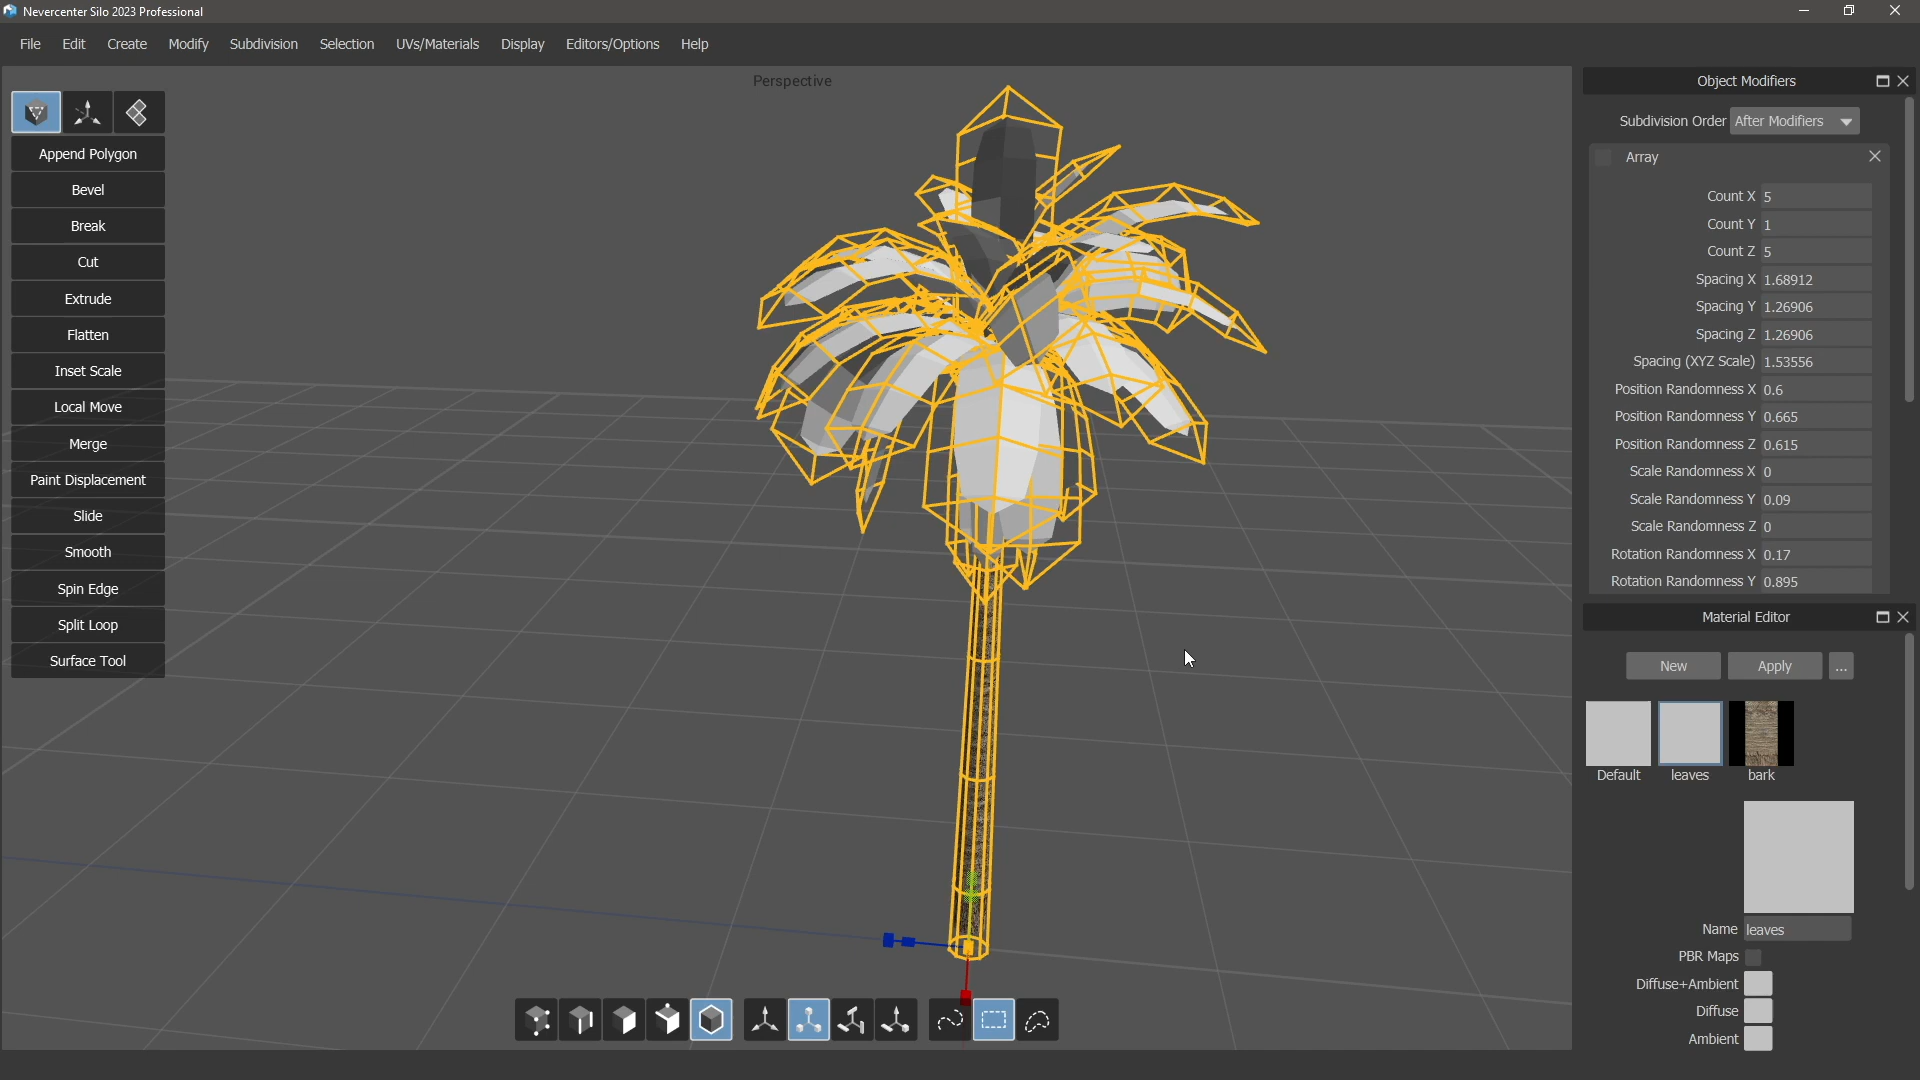 Nevercenter Silo 2023 Professional
File Edit Create Modify Subdivision Selection UVs/Materials Display Editors/Options Help
Perspective
Append Polygon
Bevel
Break
Cut
Extrude
Flatten
Inset Scale
Local Move
Merge
Paint Displacement
Slide
Smooth
Spin Edge
Split Loop
Surface Tool
Object Modifiers
Subdivision Order After Modifiers
Array
Count X 5
Count Y 1
Count Z 5
Spacing X 1.68912
Spacing Y 1.26906
Spacing Z 1.26906
Spacing (XYZ Scale) 1.53556
Position Randomness X 0.6
Position Randomness Y 0.665
Position Randomness Z 0.615
Scale Randomness X 0
Scale Randomness Y 0.09
Scale Randomness Z 0
Rotation Randomness X 0.17
Rotation Randomness Y 0.895
Material Editor
New Apply ...
Default leaves bark
Name leaves
PBR Maps
Diffuse+Ambient
Diffuse
Ambient